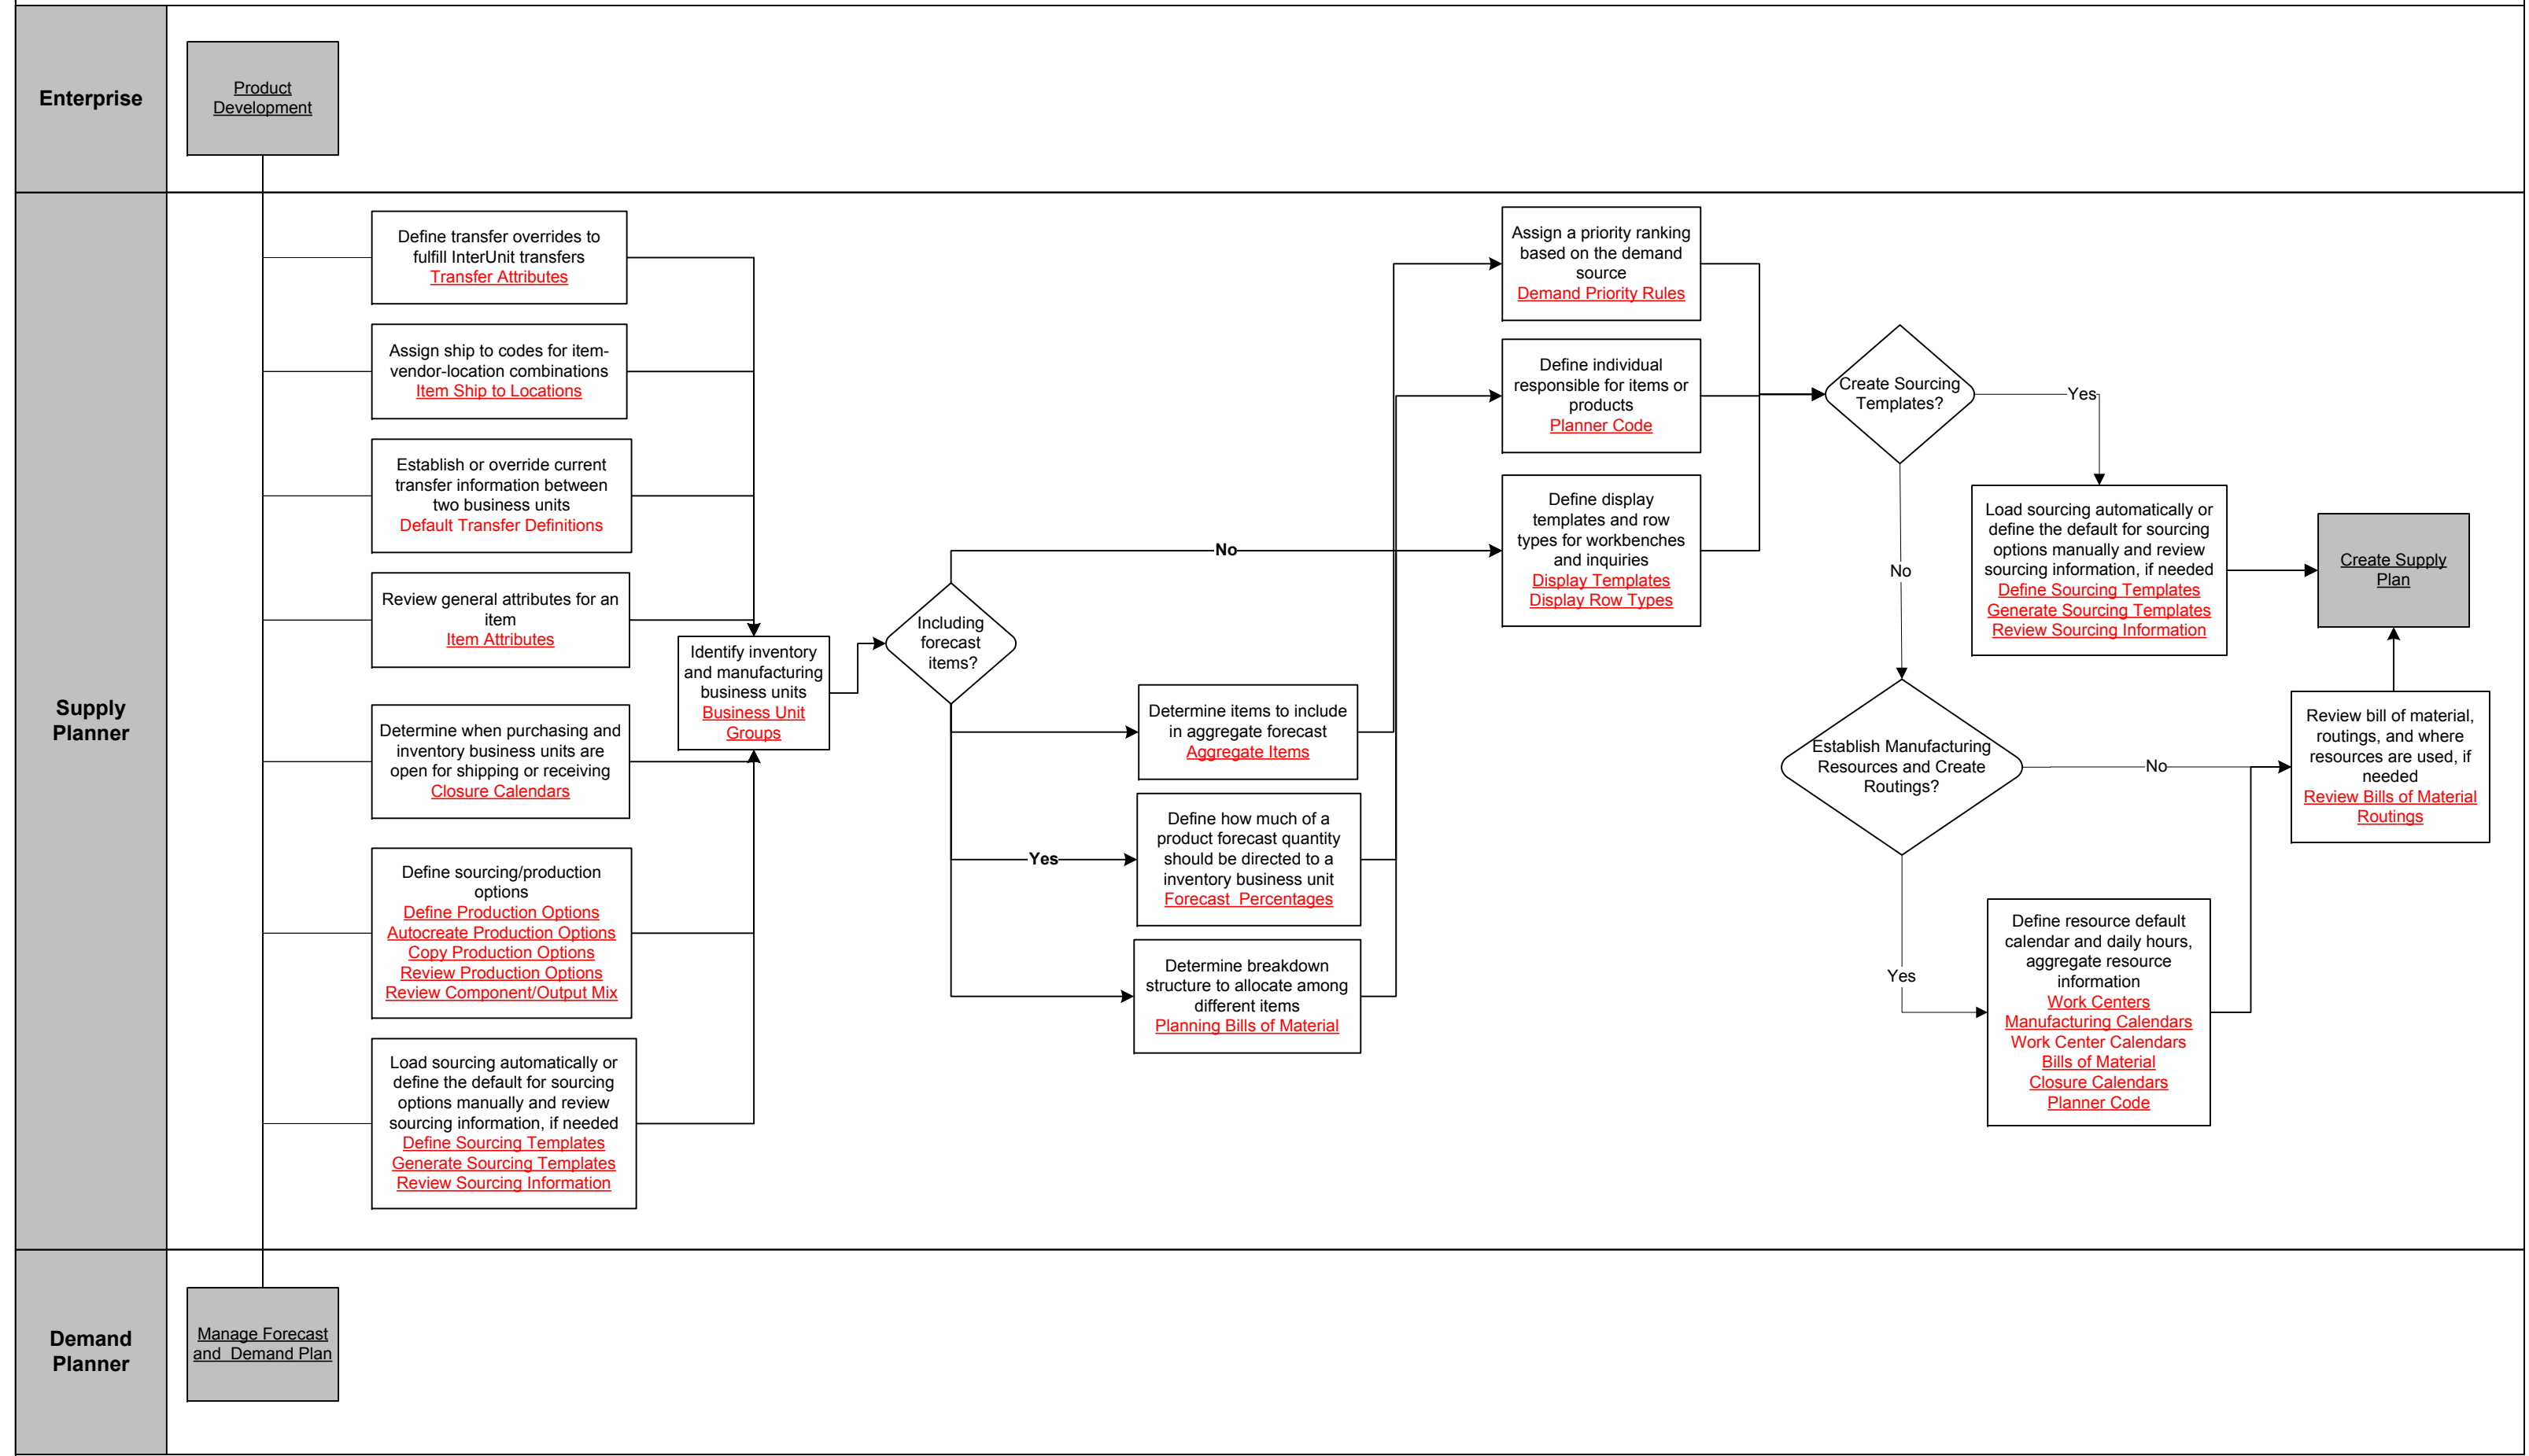 Enterprise
Product
Development
Supply
Planner
Define transfer overrides to
fulfill InterUnit transfers
Transfer Attributes
Assign ship to codes for item-
vendor-location combinations
Item Ship to Locations
Establish or override current
transfer information between
two business units
Default Transfer Definitions
Review general attributes for an
item
Item Attributes
Determine when purchasing and
inventory business units are
open for shipping or receiving
Closure Calendars
Define sourcing/production
options
Define Production Options
Autocreate Production Options
Copy Production Options
Review Production Options
Review Component/Output Mix
Load sourcing automatically or
define the default for sourcing
options manually and review
sourcing information, if needed
Define Sourcing Templates
Generate Sourcing Templates
Review Sourcing Information
Identify inventory
and manufacturing
business units
Business Unit
Groups
Including
forecast
items?
No
Yes
Determine items to include
in aggregate forecast
Aggregate Items
Define how much of a
product forecast quantity
should be directed to a
inventory business unit
Forecast  Percentages
Determine breakdown
structure to allocate among
different items
Planning Bills of Material
Assign a priority ranking
based on the demand
source
Demand Priority Rules
Define individual
responsible for items or
products
Planner Code
Define display
templates and row
types for workbenches
and inquiries
Display Templates
Display Row Types
Create Sourcing
Templates?
Yes
No
Load sourcing automatically or
define the default for sourcing
options manually and review
sourcing information, if needed
Define Sourcing Templates
Generate Sourcing Templates
Review Sourcing Information
Create Supply
Plan
Establish Manufacturing
Resources and Create
Routings?
No
Yes
Review bill of material,
routings, and where
resources are used, if
needed
Review Bills of Material
Routings
Define resource default
calendar and daily hours,
aggregate resource
information
Work Centers
Manufacturing Calendars
Work Center Calendars
Bills of Material
Closure Calendars
Planner Code
Demand
Planner
Manage Forecast
and  Demand Plan